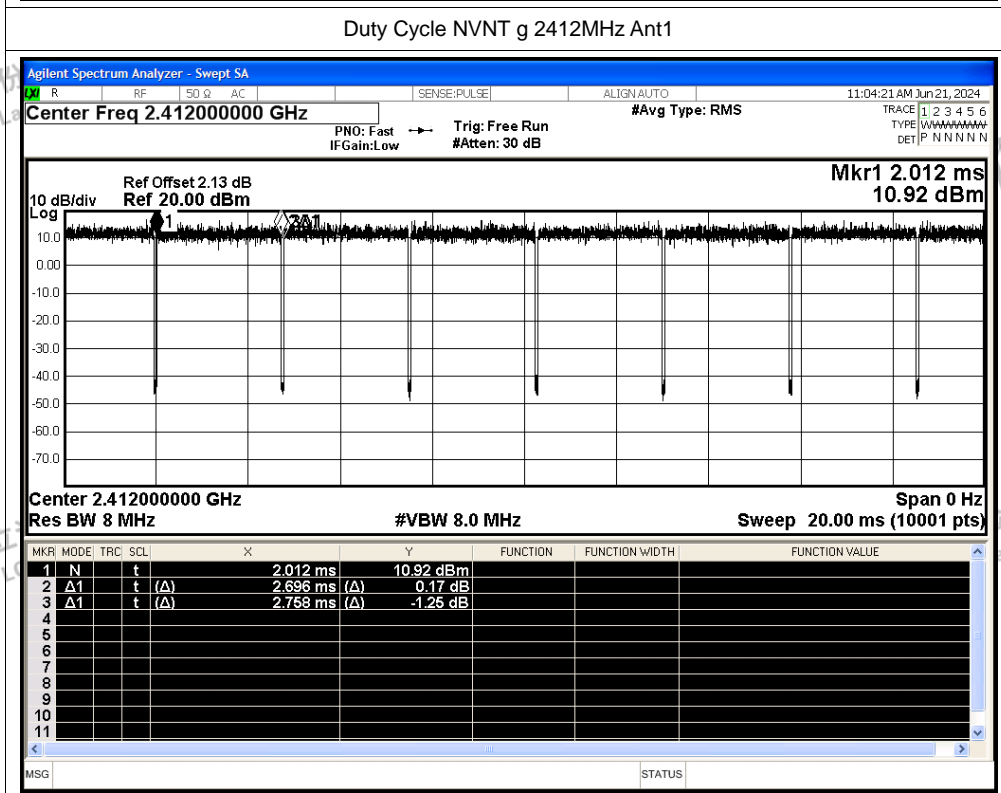 Duty Cycle NVNT g 2412MHz Ant1
Agilent Spectrum Analyzer - Swept SA
LXI R RF 50 Ω AC SENSE:PULSE ALIGN AUTO 11:04:21 AM Jun 21, 2024
Center Freq 2.412000000 GHz #Avg Type: RMS TRACE 1 2 3 4 5 6
PNO: Fast Trig: Free Run TYPE WWWWWW
IFGain:Low #Atten: 30 dB DET P N N N N N
Mkr1 2.012 ms
Ref Offset 2.13 dB
10 dB/div Ref 20.00 dBm 10.92 dBm
Log
1 3Δ1
10.0
0.00
-10.0
-20.0
-30.0
-40.0
-50.0
-60.0
-70.0
Center 2.412000000 GHz Span 0 Hz
Res BW 8 MHz #VBW 8.0 MHz Sweep 20.00 ms (10001 pts)
MKR MODE TRC SCL X Y FUNCTION FUNCTION WIDTH FUNCTION VALUE
1 N t 2.012 ms 10.92 dBm
2 Δ1 t (Δ) 2.696 ms (Δ) 0.17 dB
3 Δ1 t (Δ) 2.758 ms (Δ) -1.25 dB
4
5
6
7
8
9
10
11
MSG STATUS